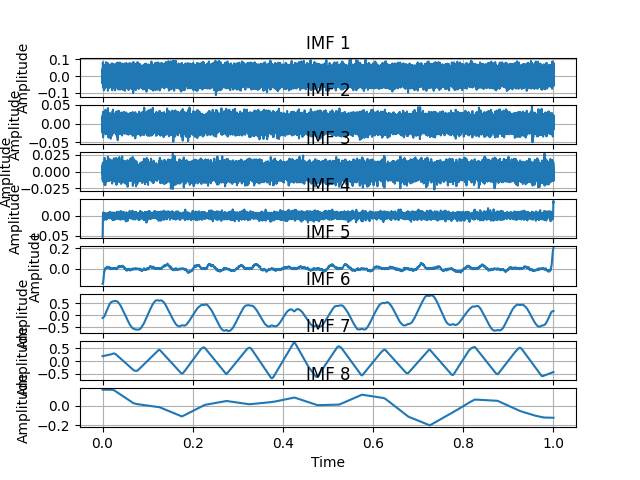 IMF 1
0.1
0.0
−0.1
Amplitude
IMF 2
0.05
0.00
−0.05
Amplitude
IMF 3
0.025
0.000
−0.025
Amplitude
IMF 4
0.00
−0.05
Amplitude
IMF 5
0.2
0.0
Amplitude
IMF 6
0.5
0.0
−0.5
Amplitude
IMF 7
0.5
0.0
−0.5
Amplitude
IMF 8
0.0
−0.2
Amplitude
0.0 0.2 0.4 0.6 0.8 1.0
Time